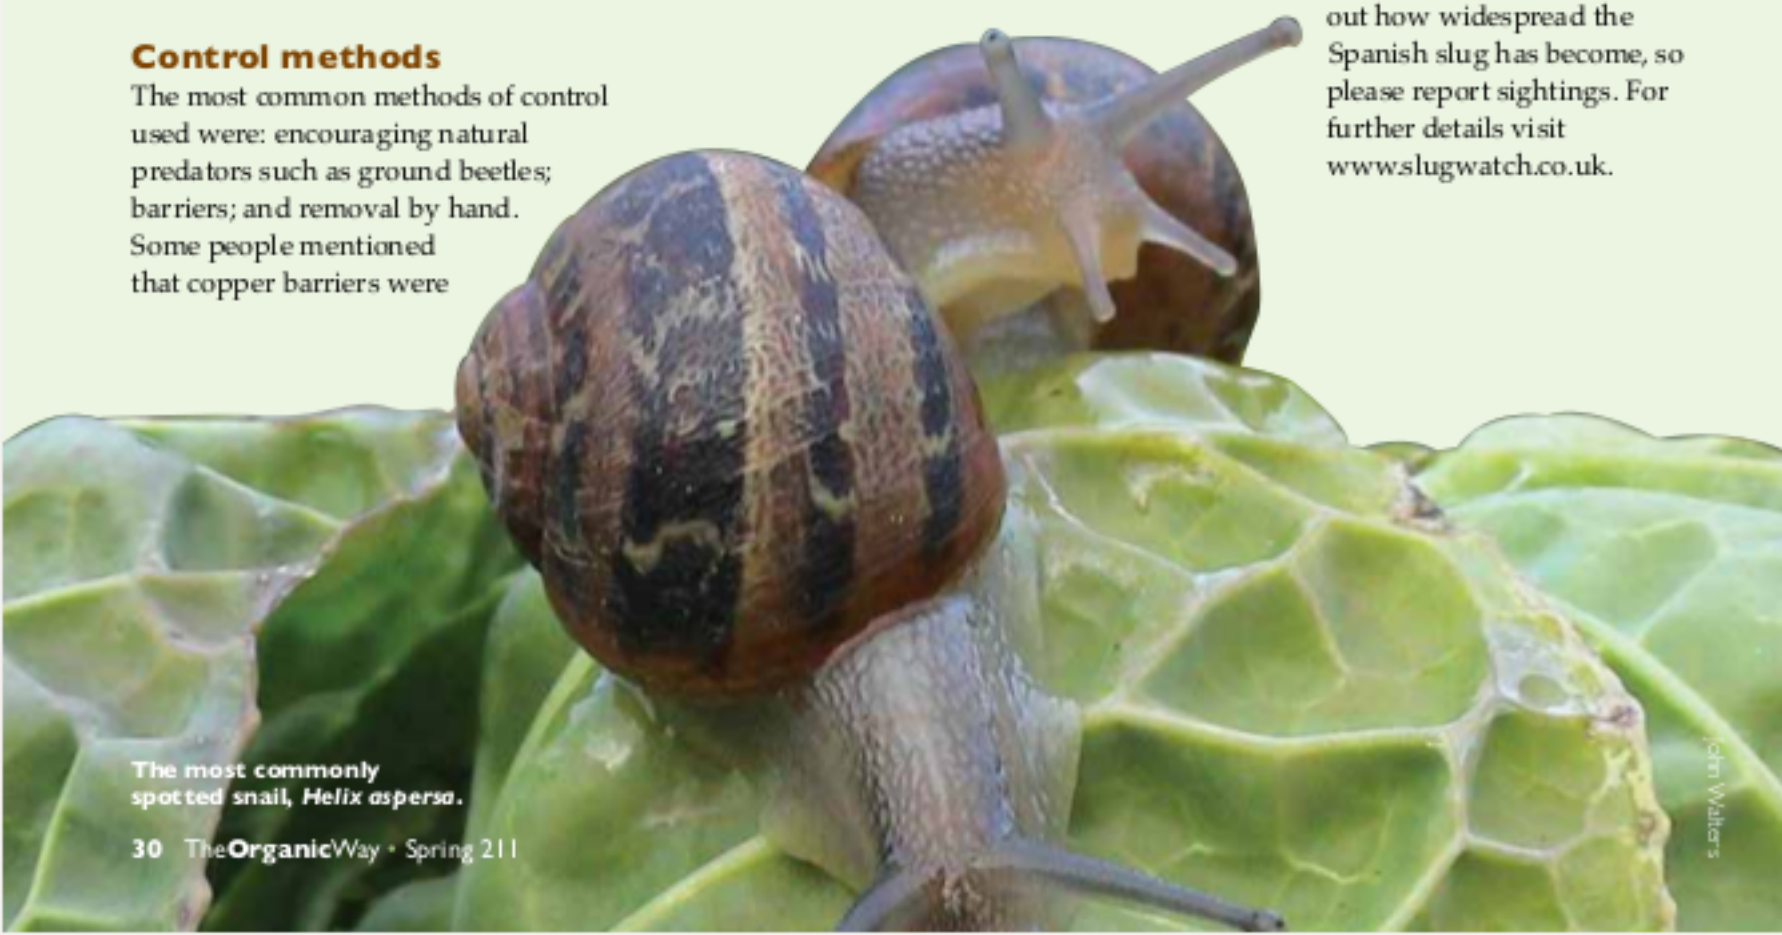 Control methods
The most common methods of control
used were: encouraging natural
predators such as ground beetles;
barriers; and removal by hand.
Some people mentioned
that copper barriers were
out how widespread the
Spanish slug has become, so
please report sightings. For
further details visit
www.slugwatch.co.uk.
The most commonly
spotted snail, Helix aspersa.
30 TheOrganicWay • Spring 211
John Walters